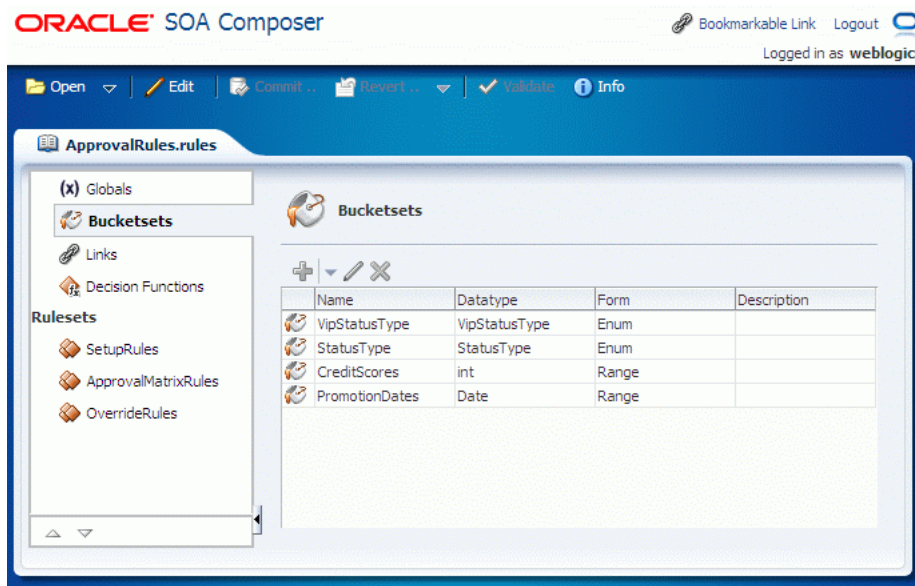 ORACLE® SOA Composer
Bookmarkable Link Logout
Logged in as weblogic
Open Edit Commit .. Revert .. Validate Info
ApprovalRules.rules
(x) Globals
Bucketsets
Links
Decision Functions
Rulesets
SetupRules
ApprovalMatrixRules
OverrideRules
Bucketsets
Name Datatype Form Description
VipStatusType VipStatusType Enum
StatusType StatusType Enum
CreditScores int Range
PromotionDates Date Range